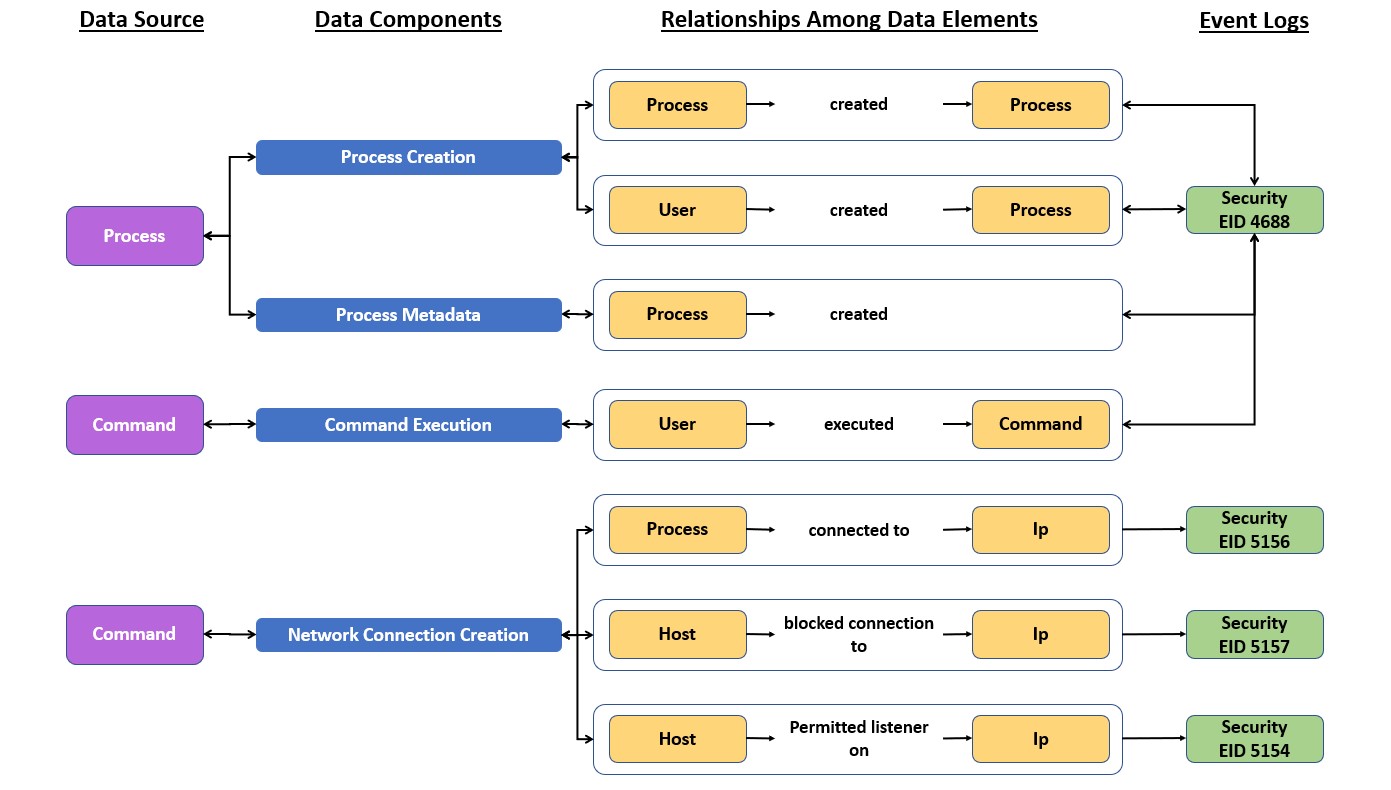 Data Source
Data Components
Relationships Among Data Elements
Event Logs
Process
created
Process
Process Creation
User
created
Process
Security
EID 4688
Process
Process Metadata
Process
created
Command
Command Execution
User
executed
Command
Process
connected to
Ip
Security
EID 5156
Command
Network Connection Creation
Host
blocked connection
to
Ip
Security
EID 5157
Host
Permitted listener
on
Ip
Security
EID 5154